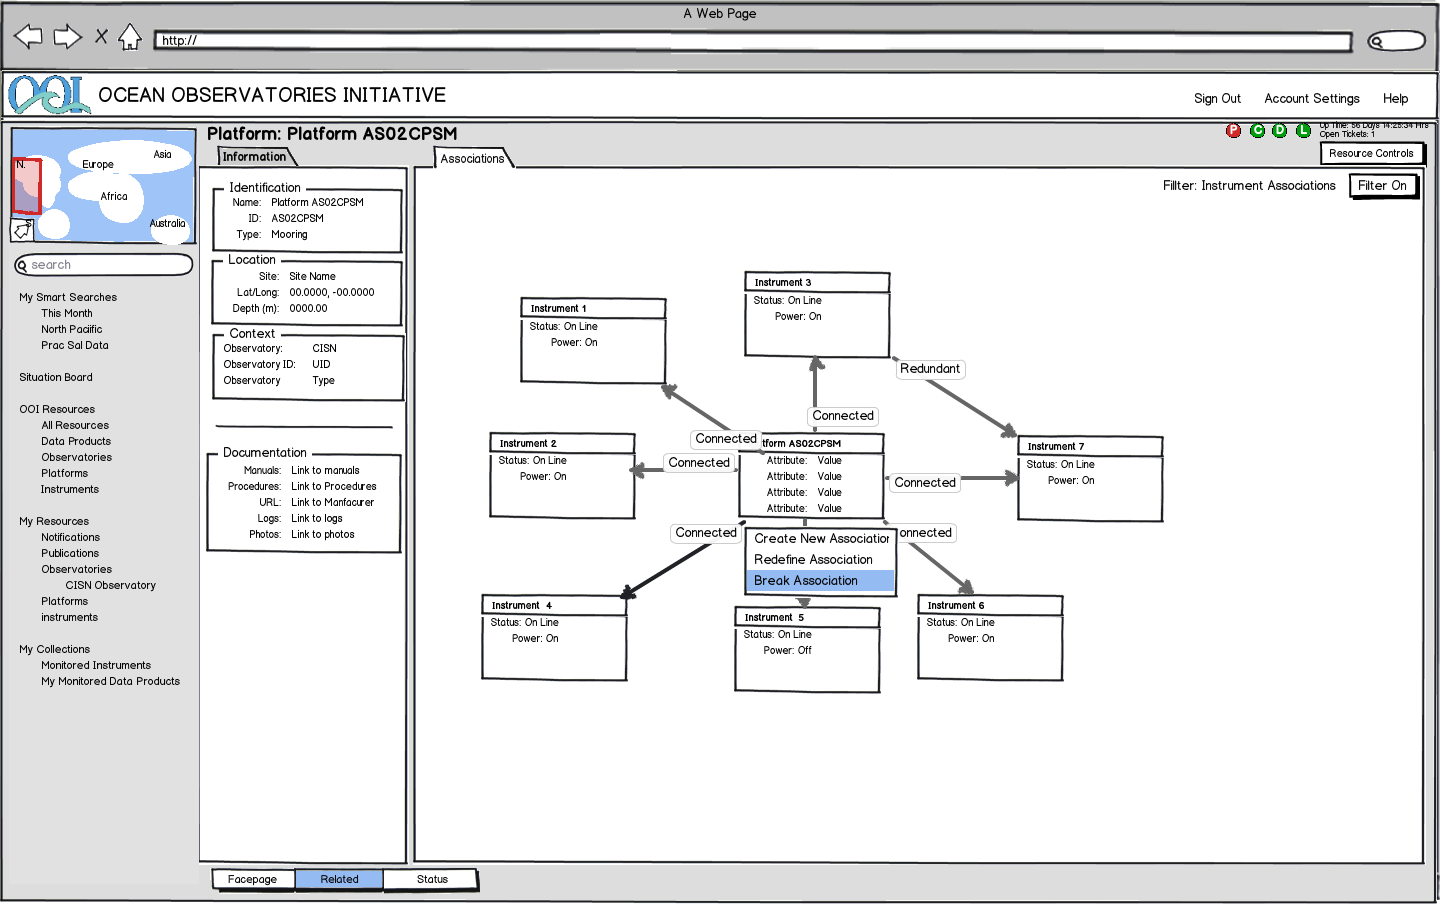 A Web Page
http://
OOI OCEAN OBSERVATORIES INITIATIVE
Sign Out Account Settings Help
Platform: Platform AS02CPSM
P C D L
Up Time: 56 Days 14:25:34 Hrs
Open Tickets: 1
Resource Controls
N.
Europe
Asia
Africa
S
Australia
search
My Smart Searches
This Month
North Pacific
Prac Sal Data
Situation Board
OOI Resources
All Resources
Data Products
Observatories
Platforms
Instruments
My Resources
Notifications
Publications
Observatories
CISN Observatory
Platforms
instruments
My Collections
Monitored Instruments
My Monitored Data Products
Information
Identification
Name: Platform AS02CPSM
ID: AS02CPSM
Type: Mooring
Location
Site: Site Name
Lat/Long: 00.0000, -00.0000
Depth (m): 0000.00
Context
Observatory: CISN
Observatory ID: UID
Observatory Type
Documentation
Manuals: Link to manuals
Procedures: Link to Procedures
URL: Link to Manfacurer
Logs: Link to logs
Photos: Link to photos
Associations
Fillter: Instrument Associations
Filter On
Instrument 1
Status: On Line
Power: On
Instrument 3
Status: On Line
Power: On
Redundant
Connected
Connected
Instrument 2
Status: On Line
Power: On
Connected
tform AS02CPSM
Attribute: Value
Attribute: Value
Attribute: Value
Attribute: Value
Connected
Instrument 7
Status: On Line
Power: On
Connected
onnected
Create New Association
Redefine Association
Break Association
Instrument 4
Status: On Line
Power: On
Instrument 5
Status: On Line
Power: Off
Instrument 6
Status: On Line
Power: On
Facepage Related Status